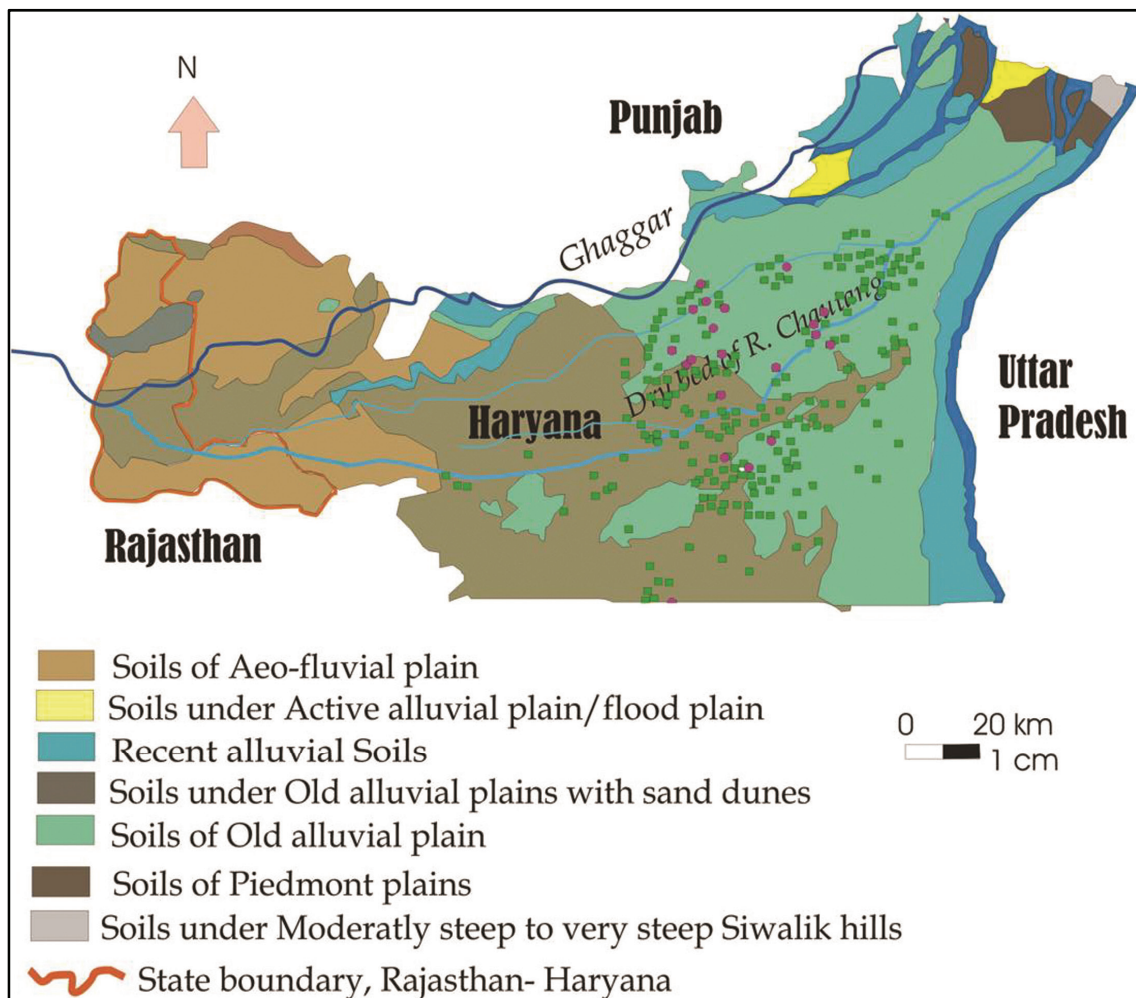 N
Punjab
Ghaggar
Dry bed of R. Chautang
Haryana
Uttar
Pradesh
Rajasthan
Soils of Aeo-fluvial plain
Soils under Active alluvial plain/flood plain
Recent alluvial Soils
0 20 km
1 cm
Soils under Old alluvial plains with sand dunes
Soils of Old alluvial plain
Soils of Piedmont plains
Soils under Moderatly steep to very steep Siwalik hills
State boundary, Rajasthan- Haryana